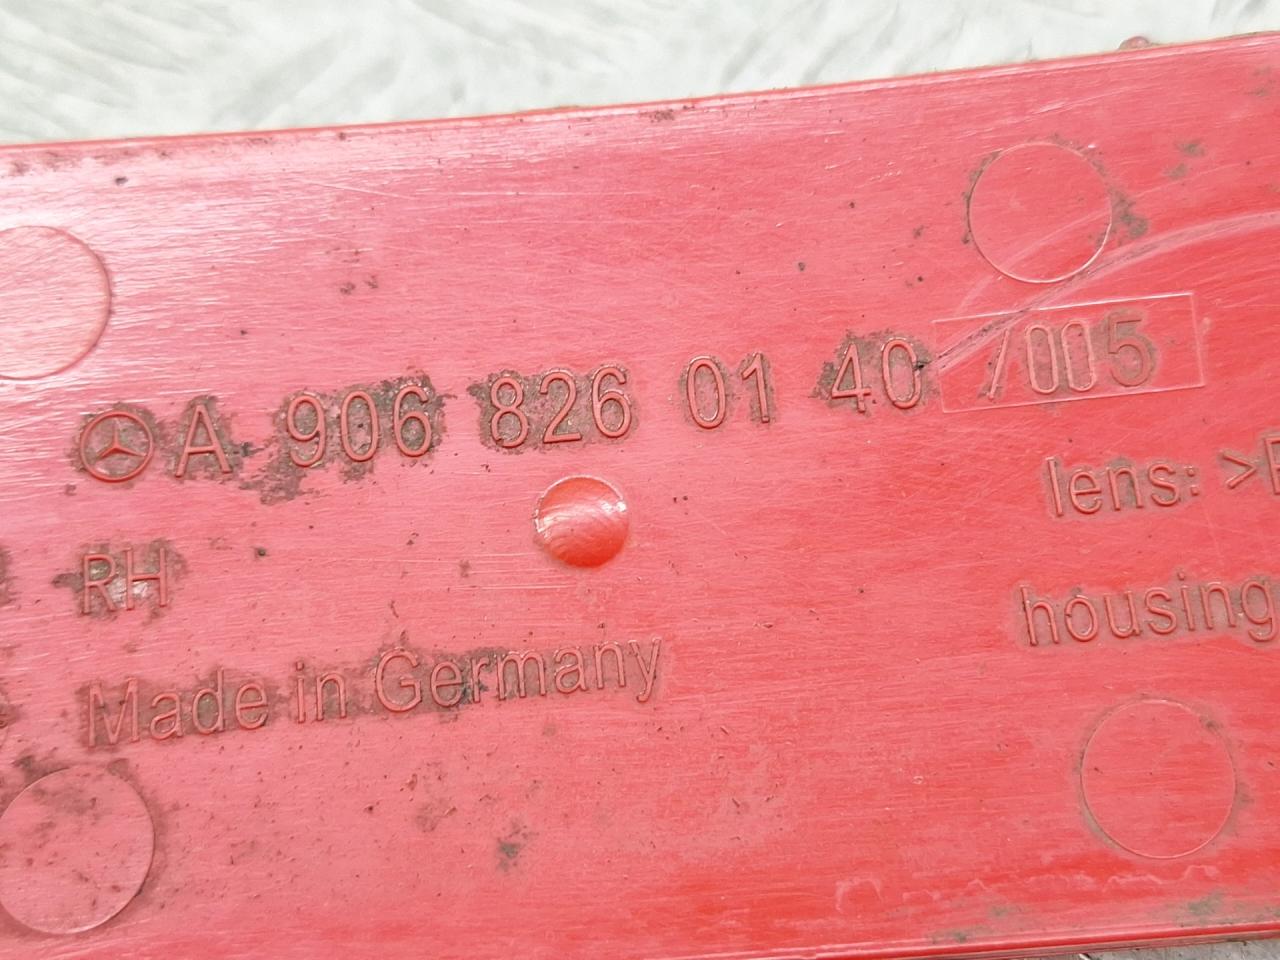 A 906 826 01 40 /005
lens: >
RH
housing
Made in Germany